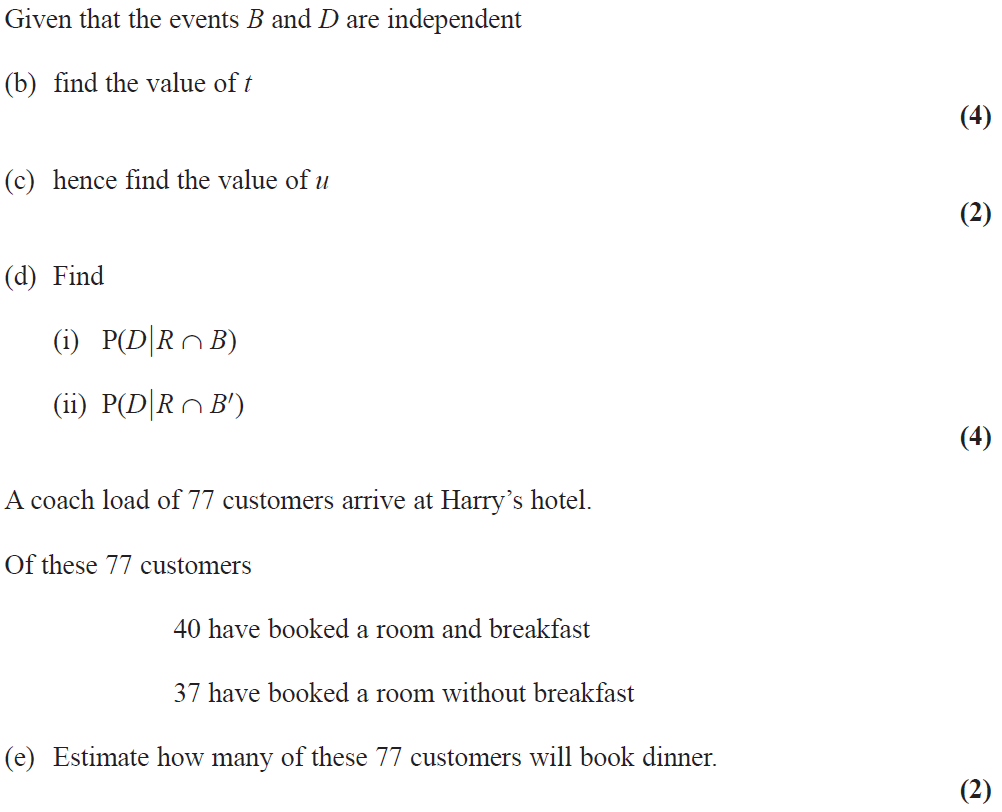 Given that the events B and D are independent
(b) find the value of t
(4)
(c) hence find the value of u
(2)
(d) Find
(i) P(D|R ∩ B)
(ii) P(D|R ∩ B′)
(4)
A coach load of 77 customers arrive at Harry’s hotel.
Of these 77 customers
40 have booked a room and breakfast
37 have booked a room without breakfast
(e) Estimate how many of these 77 customers will book dinner.
(2)